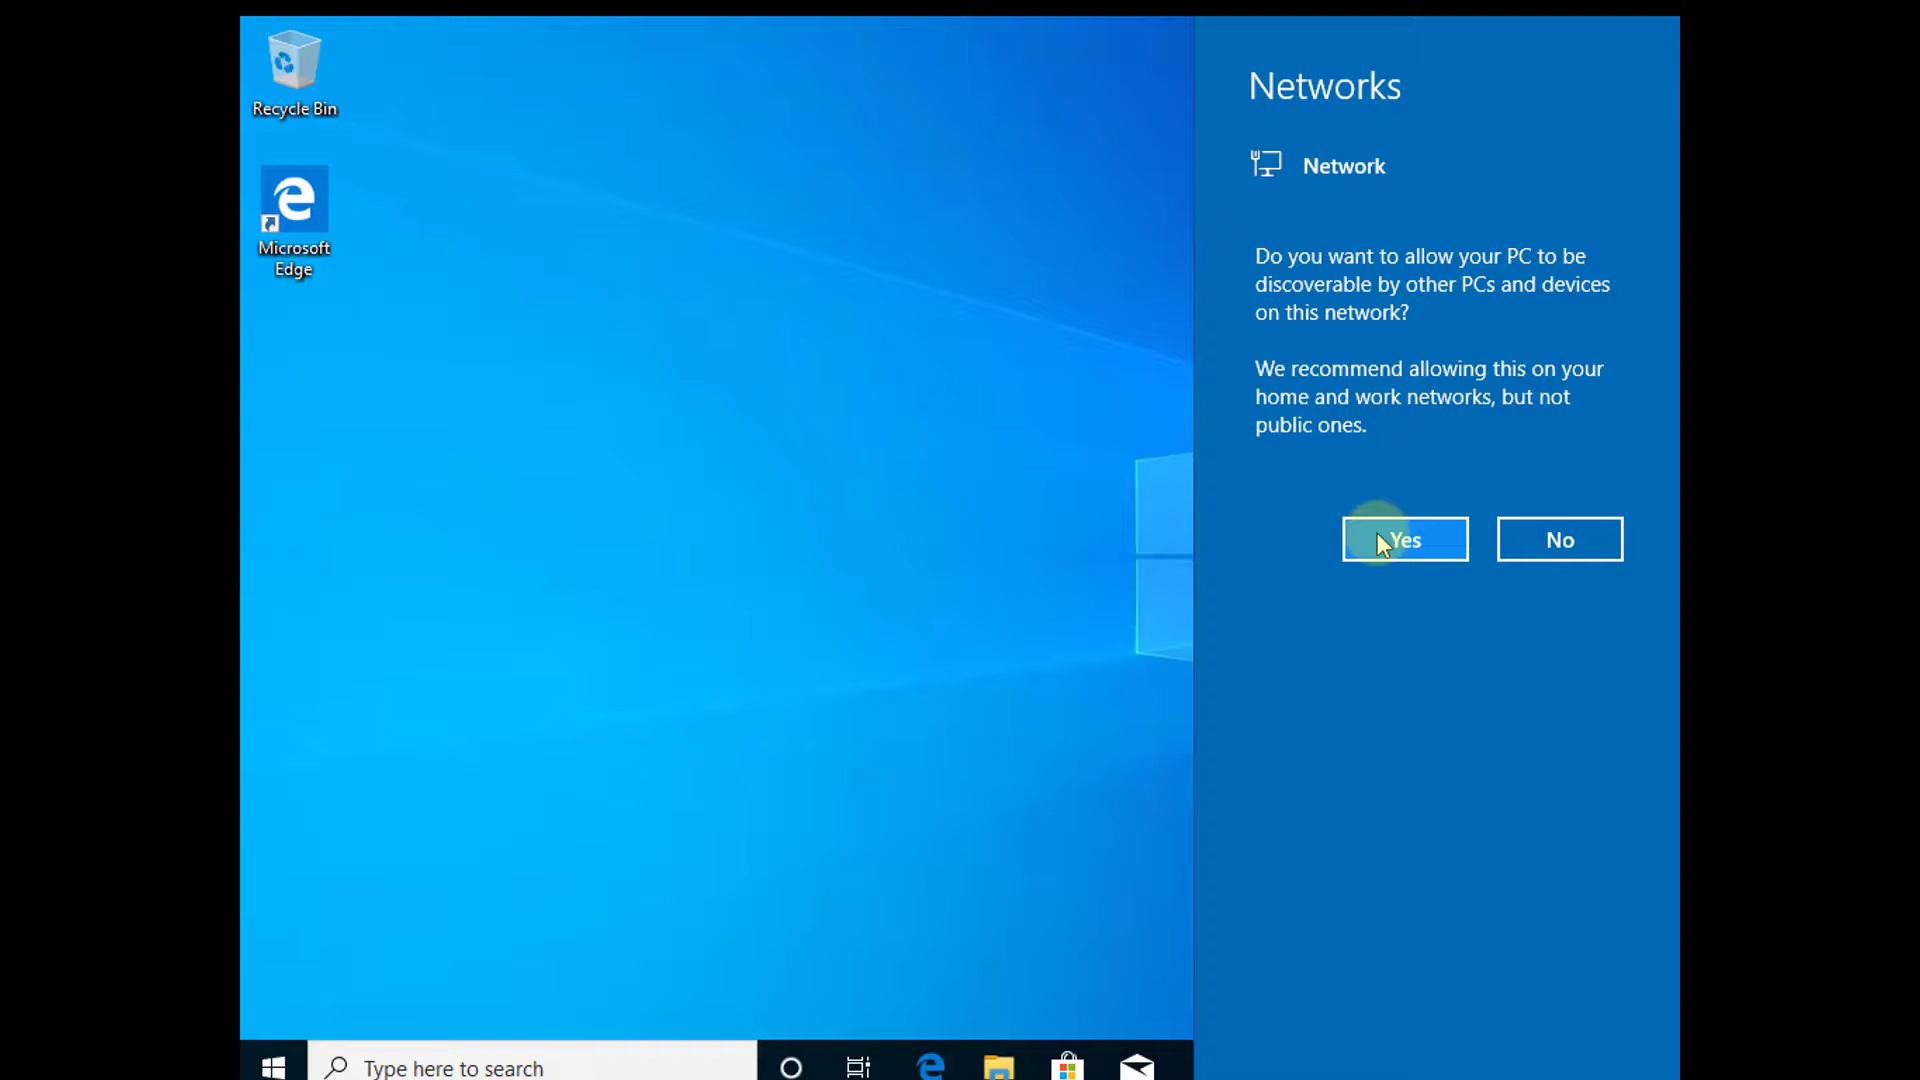 Recycle Bin
Microsoft
Edge
Networks
Network
Do you want to allow your PC to be
discoverable by other PCs and devices
on this network?
We recommend allowing this on your
home and work networks, but not
public ones.
Yes
No
Type here to search